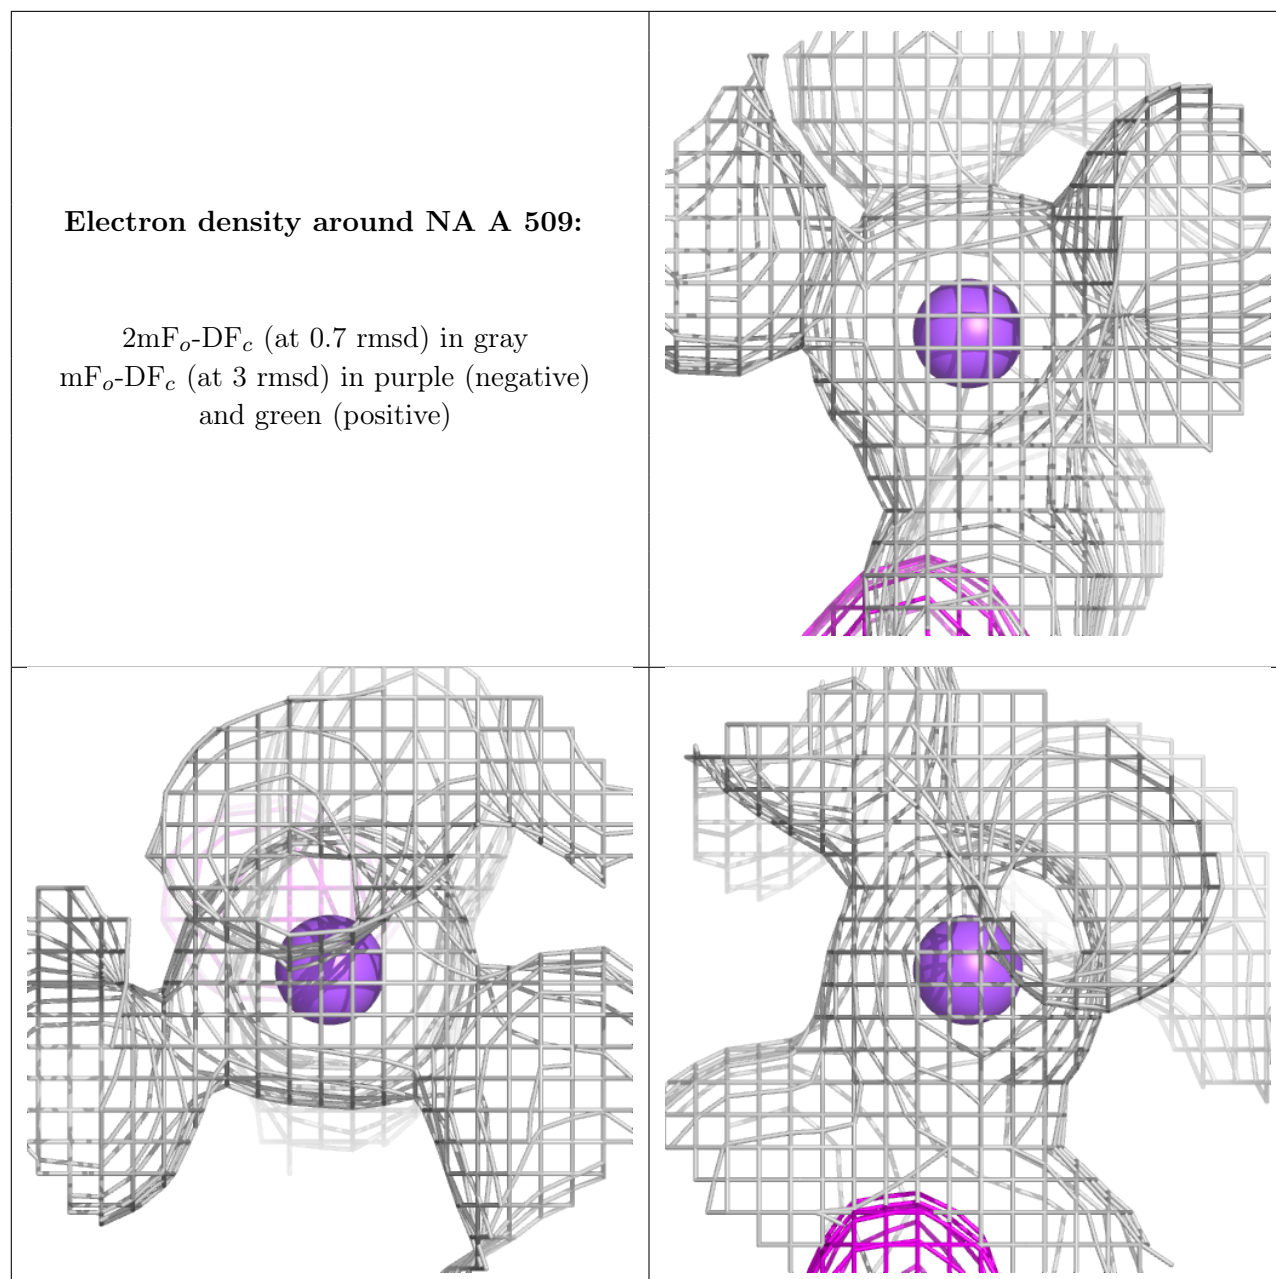 Electron density around NA A 509:
2mFo-DFc (at 0.7 rmsd) in gray
mFo-DFc (at 3 rmsd) in purple (negative)
and green (positive)